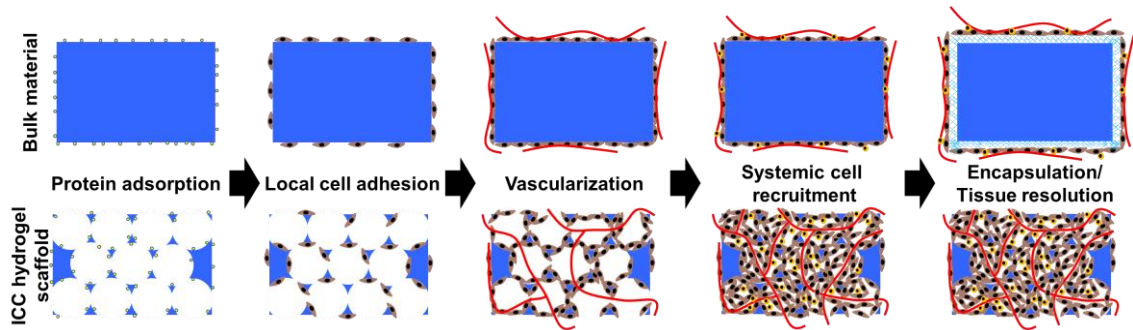 Bulk material
Protein adsorption
Local cell adhesion
Vascularization
Systemic cell
recruitment
Encapsulation/
Tissue resolution
ICC hydrogel
scaffold